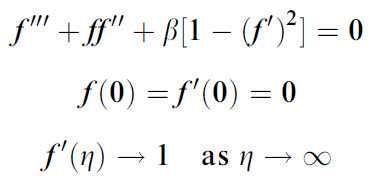 f''' + ff'' + β[1 − (f')²] = 0
f(0) = f'(0) = 0
f'(η) → 1 as η → ∞